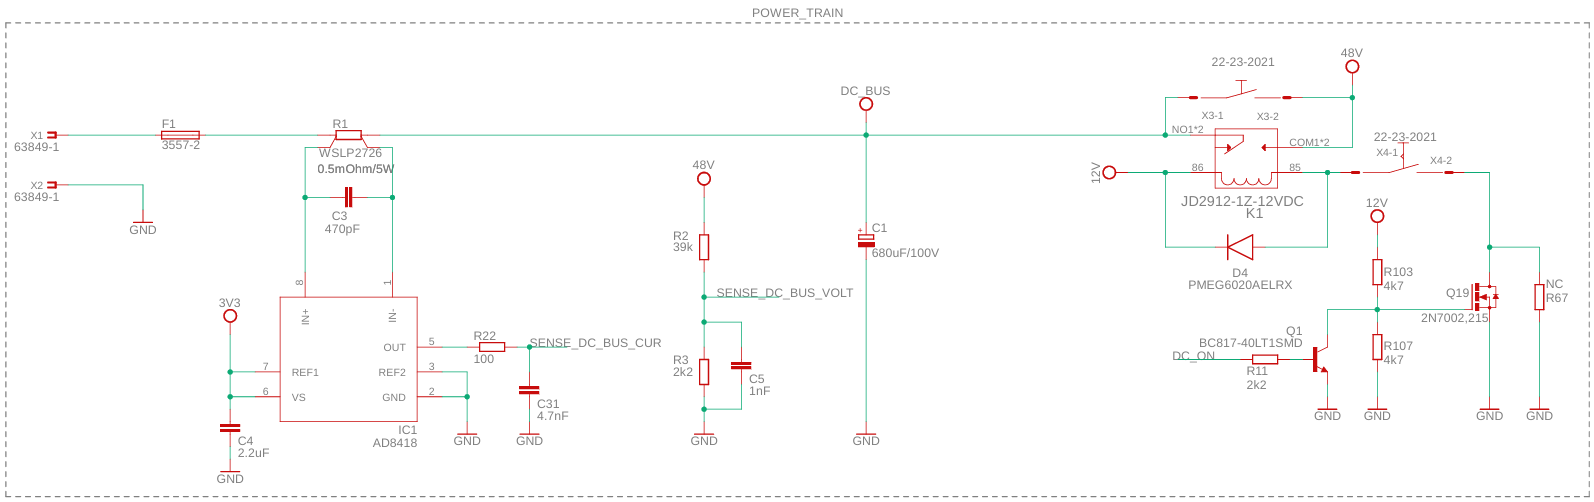 POWER_TRAIN
X1
63849-1
X2
63849-1
GND
F1
3557-2
R1
WSLP2726
0.5mOhm/5W
C3
470pF
8
1
IN+
IN-
3V3
7
REF1
6
VS
OUT
5
REF2
3
GND
2
IC1
AD8418
C4
2.2uF
GND
GND
R22
100
SENSE_DC_BUS_CUR
C31
4.7nF
GND
48V
R2
39k
SENSE_DC_BUS_VOLT
R3
2k2
C5
1nF
GND
DC_BUS
+
C1
680uF/100V
GND
22-23-2021
X3-1
X3-2
48V
NO1*2
COM1*2
12V
86
85
JD2912-1Z-12VDC
K1
D4
PMEG6020AELRX
22-23-2021
X4-1
X4-2
12V
R103
4k7
Q19
2N7002,215
NC
R67
Q1
BC817-40LT1SMD
DC_ON
R11
2k2
R107
4k7
GND
GND
GND
GND